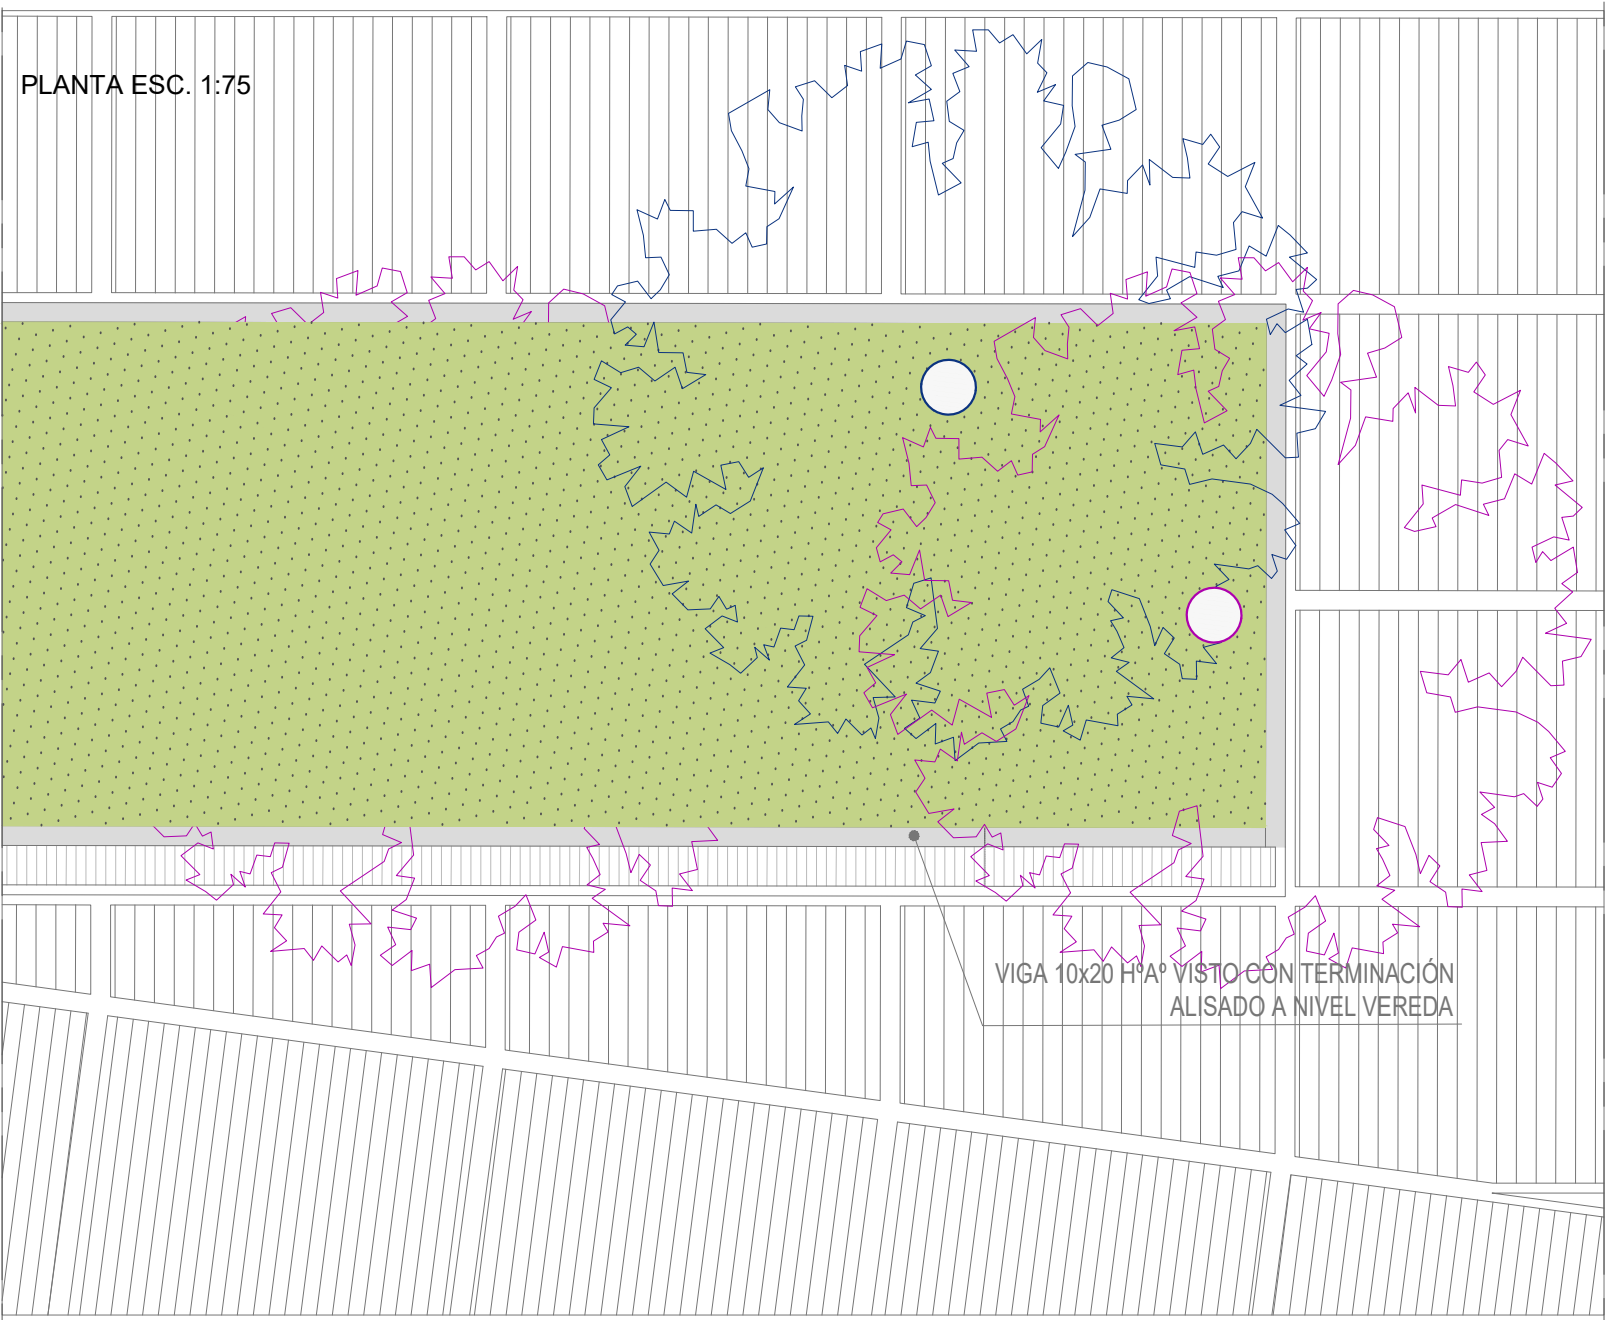 PLANTA ESC. 1:75
VIGA 10x20 HºAº VISTO CON TERMINACIÓN
ALISADO A NIVEL VEREDA